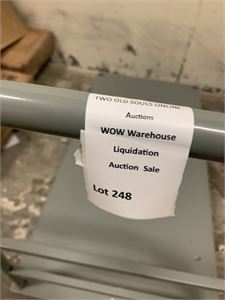 TWO OLD SOULS ONLINE
Auctions
WOW Warehouse
Liquidation
Auction Sale
Lot 248